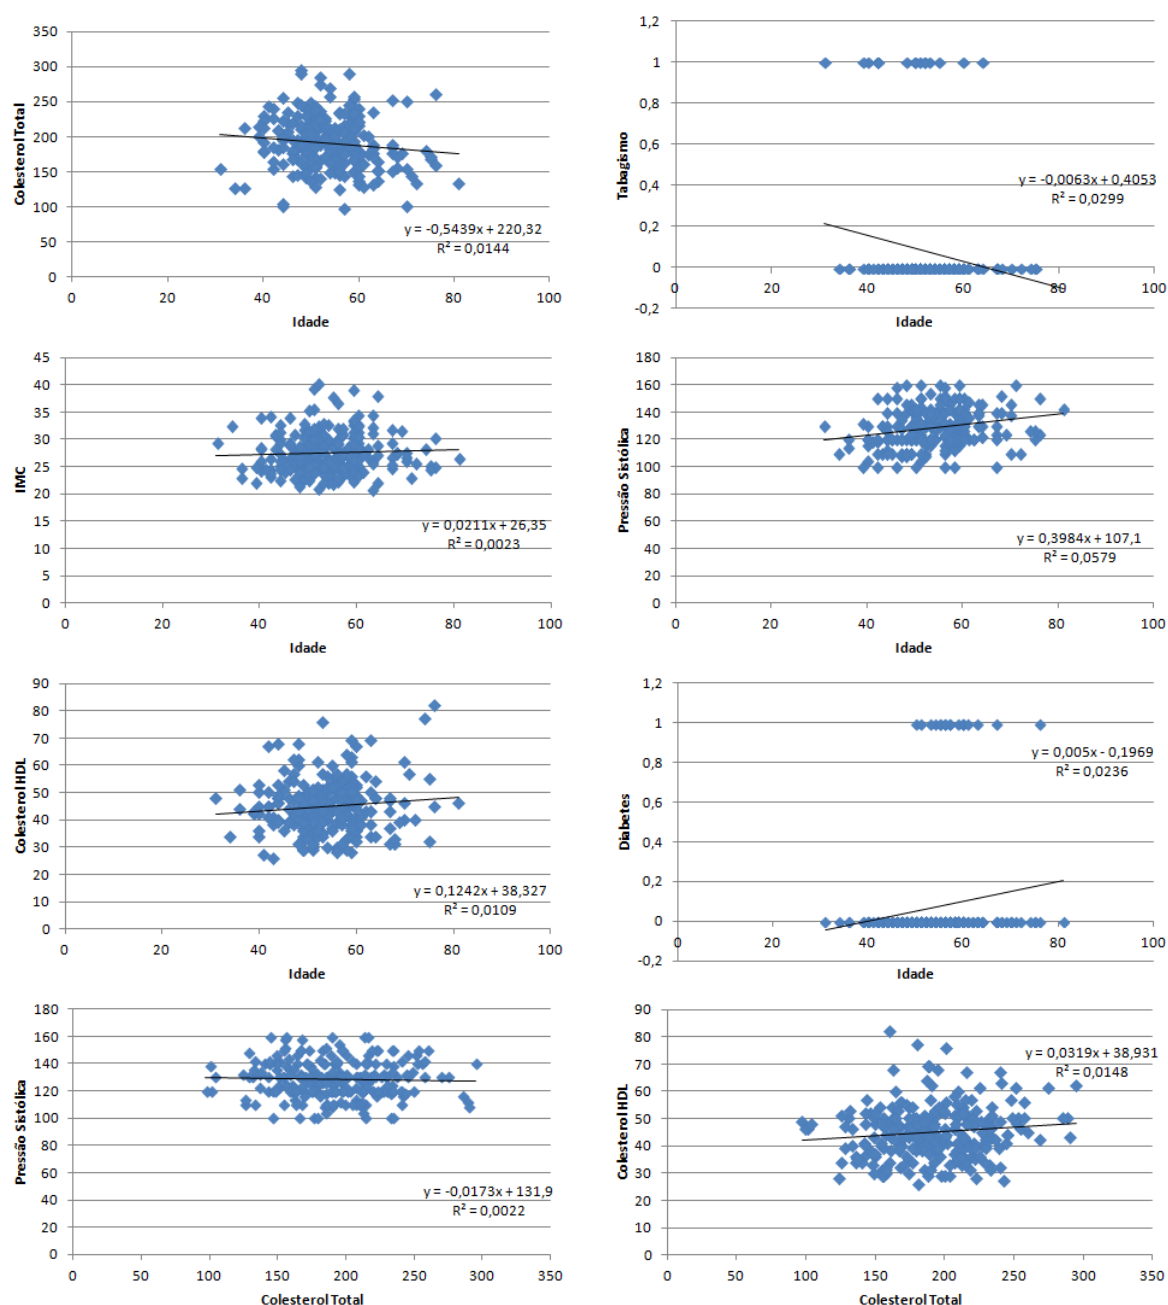 350
300
250
200
150
100
50
0
Colesterol Total
y = -0,5439x + 220,32
R² = 0,0144
0 20 40 60 80 100
Idade
1,2
1
0,8
0,6
0,4
0,2
0
-0,2
Tabagismo
y = -0,0063x + 0,4053
R² = 0,0299
0 20 40 60 80 100
Idade
45
40
35
30
25
20
15
10
5
0
IMC
y = 0,0211x + 26,35
R² = 0,0023
0 20 40 60 80 100
Idade
180
160
140
120
100
80
60
40
20
0
Pressão Sistólica
y = 0,3984x + 107,1
R² = 0,0579
0 20 40 60 80 100
Idade
90
80
70
60
50
40
30
20
10
0
Colesterol HDL
y = 0,1242x + 38,327
R² = 0,0109
0 20 40 60 80 100
Idade
1,2
1
0,8
0,6
0,4
0,2
0
-0,2
Diabetes
y = 0,005x - 0,1969
R² = 0,0236
0 20 40 60 80 100
Idade
180
160
140
120
100
80
60
40
20
0
Pressão Sistólica
y = -0,0173x + 131,9
R² = 0,0022
0 50 100 150 200 250 300 350
Colesterol Total
90
80
70
60
50
40
30
20
10
0
Colesterol HDL
y = 0,0319x + 38,931
R² = 0,0148
0 50 100 150 200 250 300 350
Colesterol Total